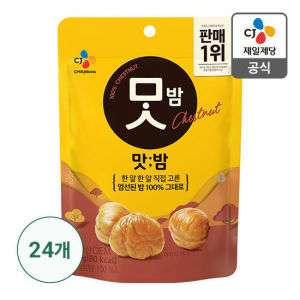 CJ
CHEILJEDANG
100% CHESTNUT
맛밤
Chestnut
판매
1위
맛:밤
한 알 한 알 직접 고른
엄선된 밤 100% 그대로
CJ
제일제당
공식
24개